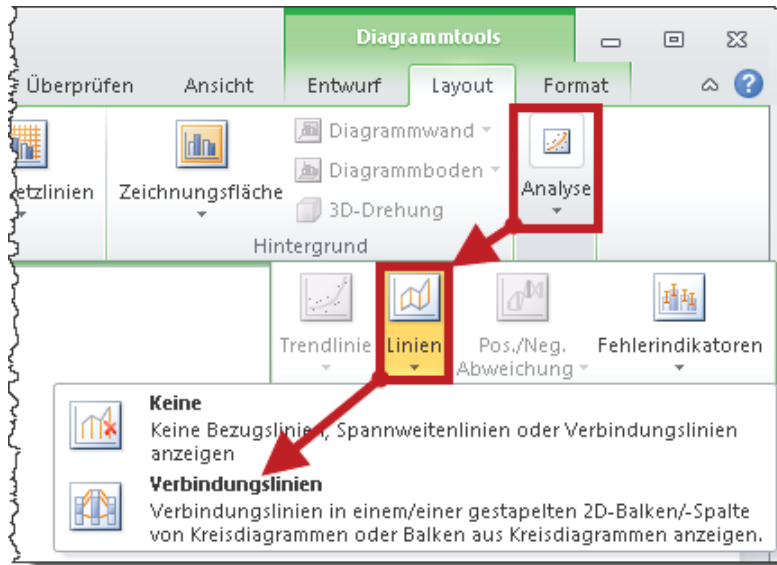 Diagrammtools
Überprüfen Ansicht Entwurf Layout Format
Diagrammwand
Diagrammboden
3D-Drehung
etzlinien Zeichnungsfläche Analyse
Hintergrund
Trendlinie Linien Pos./Neg. Fehlerindikatoren
Abweichung
Keine
Keine Bezugslinien, Spannweitenlinien oder Verbindungslinien
anzeigen
Verbindungslinien
Verbindungslinien in einem/einer gestapelten 2D-Balken/-Spalte
von Kreisdiagrammen oder Balken aus Kreisdiagrammen anzeigen.